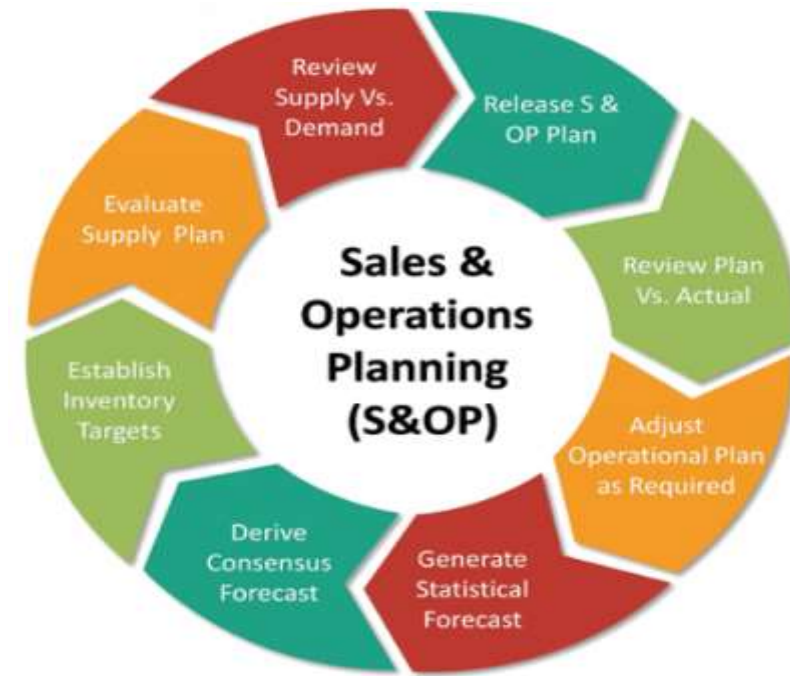 Review
Supply Vs.
Demand
Release S &
OP Plan
Review Plan
Vs. Actual
Adjust
Operational Plan
as Required
Generate
Statistical
Forecast
Derive
Consensus
Forecast
Establish
Inventory
Targets
Evaluate
Supply Plan
Sales &
Operations
Planning
(S&OP)